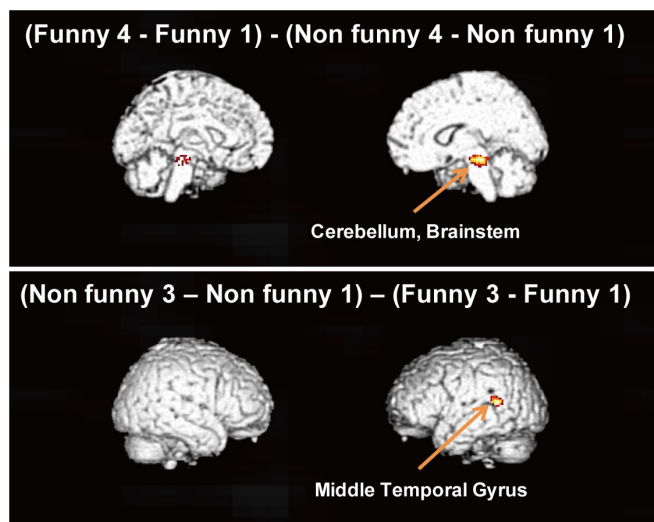 (Funny 4 - Funny 1) - (Non funny 4 - Non funny 1)
Cerebellum, Brainstem
(Non funny 3 – Non funny 1) – (Funny 3 - Funny 1)
Middle Temporal Gyrus